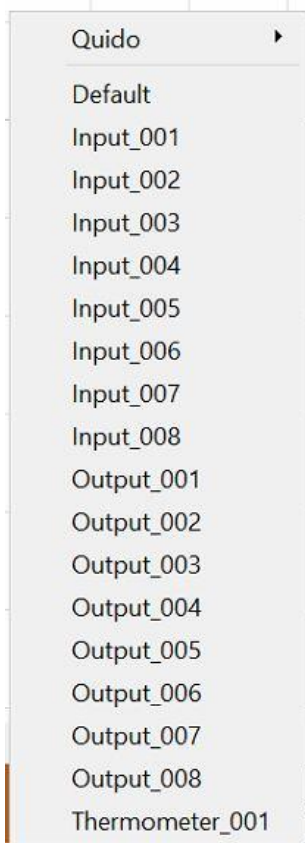 Quido
Default
Input_001
Input_002
Input_003
Input_004
Input_005
Input_006
Input_007
Input_008
Output_001
Output_002
Output_003
Output_004
Output_005
Output_006
Output_007
Output_008
Thermometer_001